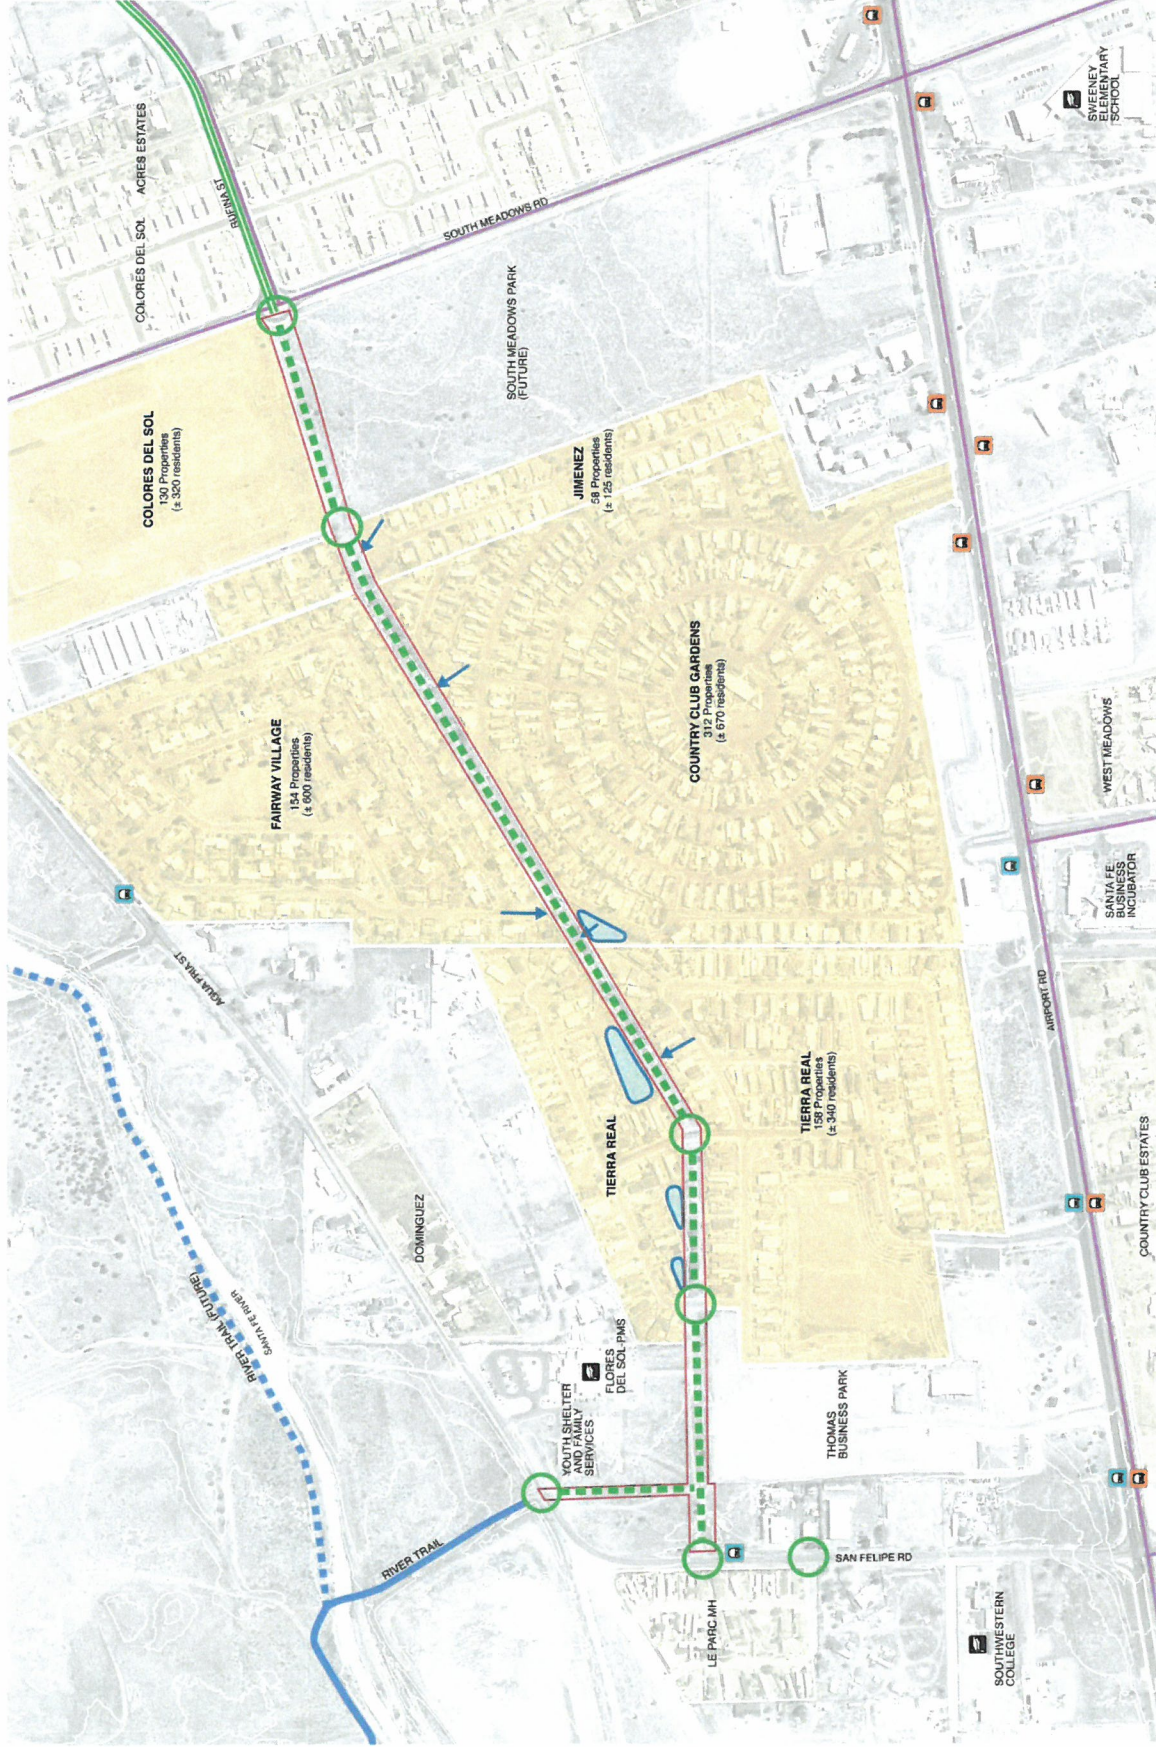 COLORES DEL SOL
ACRES ESTATES
RUFINA ST
SOUTH MEADOWS RD
SWEENEY
ELEMENTARY
SCHOOL
COLORES DEL SOL
130 Properties
(± 320 residents)
SOUTH MEADOWS PARK
(FUTURE)
JIMENEZ
58 Properties
(± 125 residents)
FAIRWAY VILLAGE
154 Properties
(± 600 residents)
COUNTRY CLUB GARDENS
312 Properties
(± 670 residents)
WEST MEADOWS
SANTA FE
BUSINESS
INCUBATOR
AGUA FRIA ST
AIRPORT RD
TIERRA REAL
TIERRA REAL
158 Properties
(± 340 residents)
DOMINGUEZ
COUNTRY CLUB ESTATES
RIVER TRAIL (FUTURE)
SANTA FE RIVER
FLORES
DEL SOL-PMS
YOUTH SHELTER
AND FAMILY
SERVICES
THOMAS
BUSINESS PARK
RIVER TRAIL
SAN FELIPE RD
LE PARC MH
SOUTHWESTERN
COLLEGE